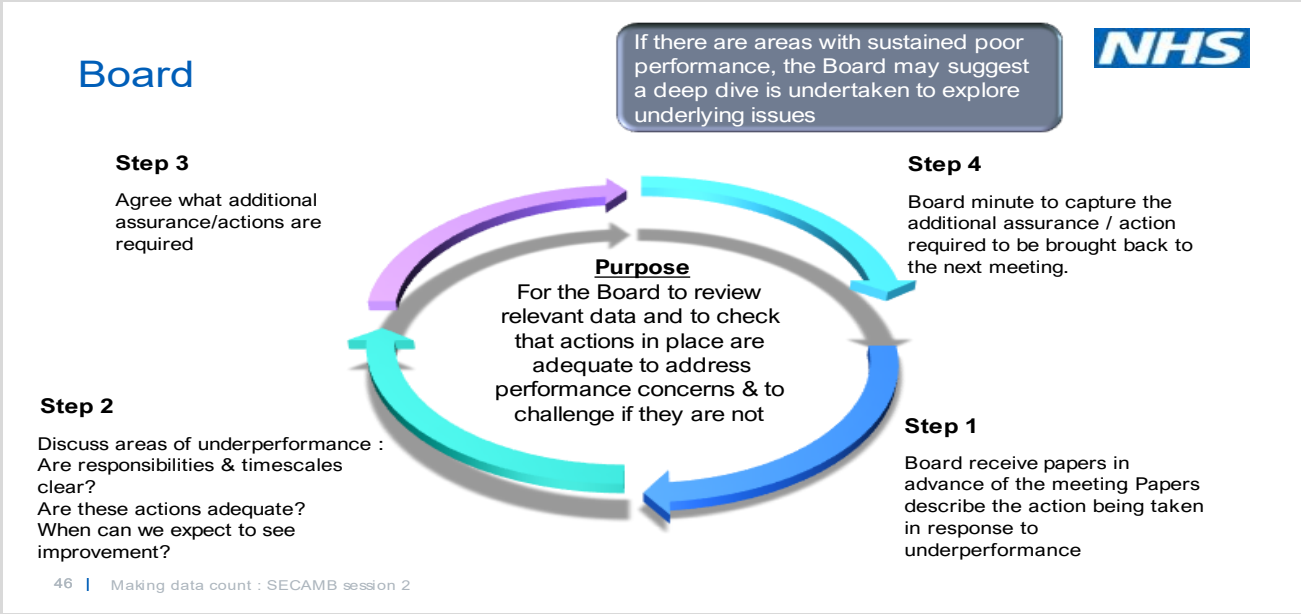 Board
If there are areas with sustained poor
performance, the Board may suggest
a deep dive is undertaken to explore
underlying issues
NHS
Step 3
Agree what additional
assurance/actions are
required
Step 4
Board minute to capture the
additional assurance / action
required to be brought back to
the next meeting.
Purpose
For the Board to review
relevant data and to check
that actions in place are
adequate to address
performance concerns & to
challenge if they are not
Step 2
Discuss areas of underperformance :
Are responsibilities & timescales
clear?
Are these actions adequate?
When can we expect to see
improvement?
Step 1
Board receive papers in
advance of the meeting Papers
describe the action being taken
in response to
underperformance
46 | Making data count : SECAMB session 2